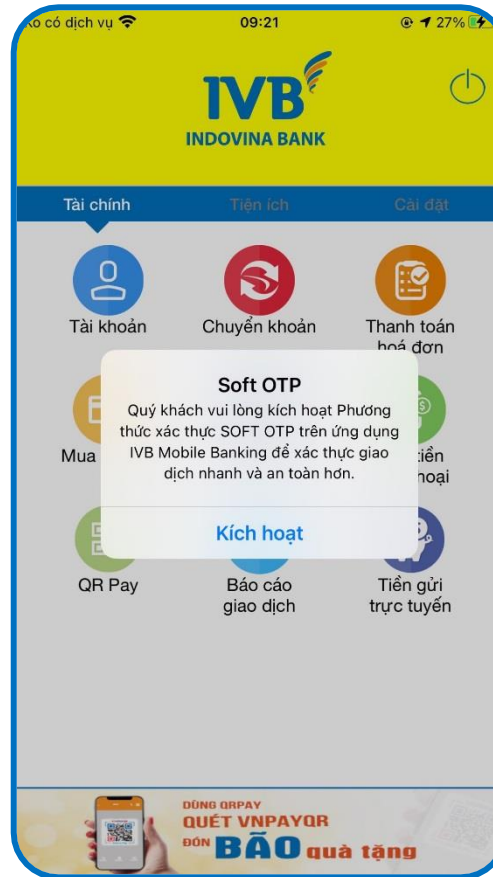 Ko có dịch vụ 09:21 27%
IVB
INDOVINA BANK
Tài chính Tiện ích Cài đặt
Tài khoản Chuyển khoản Thanh toán
hoá đơn
Soft OTP
Quý khách vui lòng kích hoạt Phương
thức xác thực SOFT OTP trên ứng dụng
IVB Mobile Banking để xác thực giao
dịch nhanh và an toàn hơn.
Mua
tiền
Kích hoạt
QR Pay Báo cáo Tiền gửi
giao dịch trực tuyến
DÙNG QRPAY
QUÉT VNPAYQR
ĐÓN BÃO quà tặng